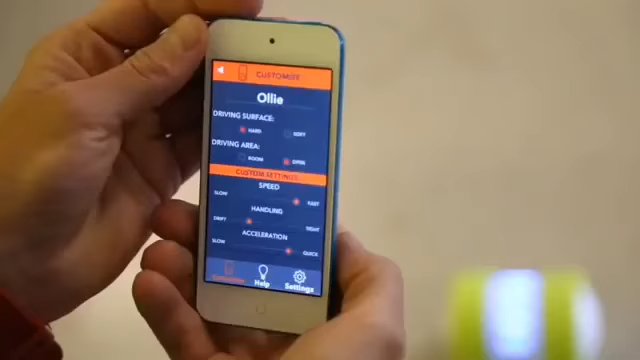 CUSTOMIZE
Ollie
DRIVING SURFACE:
HARD SOFT
DRIVING AREA:
ROOM OPEN
CUSTOM SETTINGS
SPEED
SLOW FAST
HANDLING
DRIFT TIGHT
ACCELERATION
SLOW QUICK
Customize Help Settings